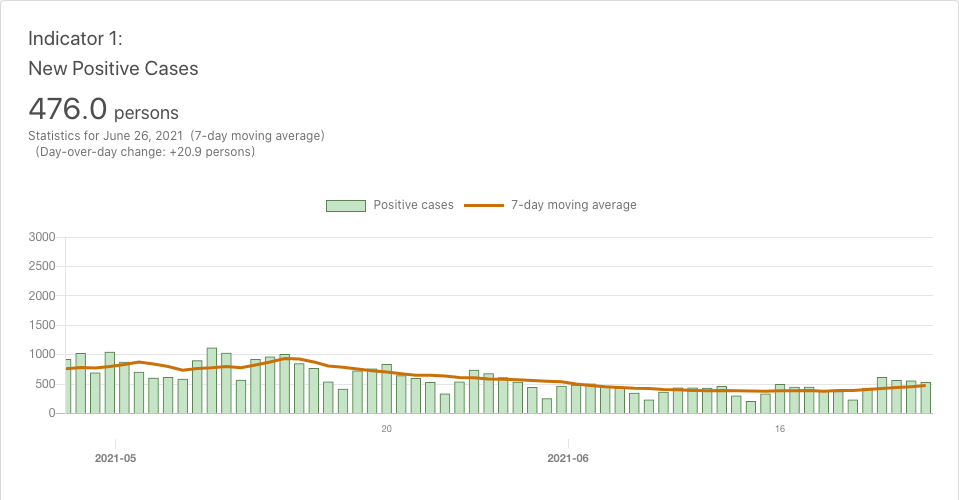 Indicator 1:
New Positive Cases
476.0 persons
Statistics for June 26, 2021 (7-day moving average)
(Day-over-day change: +20.9 persons)
Positive cases 7-day moving average
3000
2500
2000
1500
1000
500
0
20 16
2021-05 2021-06